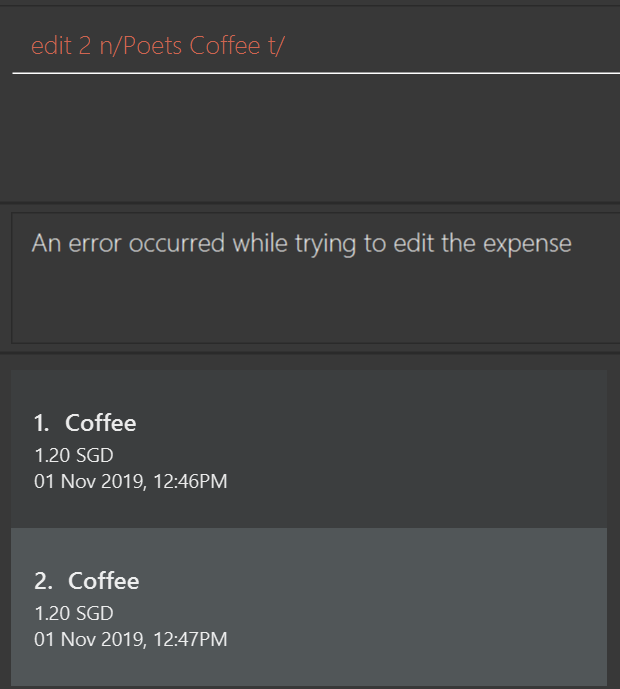 edit 2 n/Poets Coffee t/
An error occurred while trying to edit the expense
1. Coffee
1.20 SGD
01 Nov 2019, 12:46PM
2. Coffee
1.20 SGD
01 Nov 2019, 12:47PM